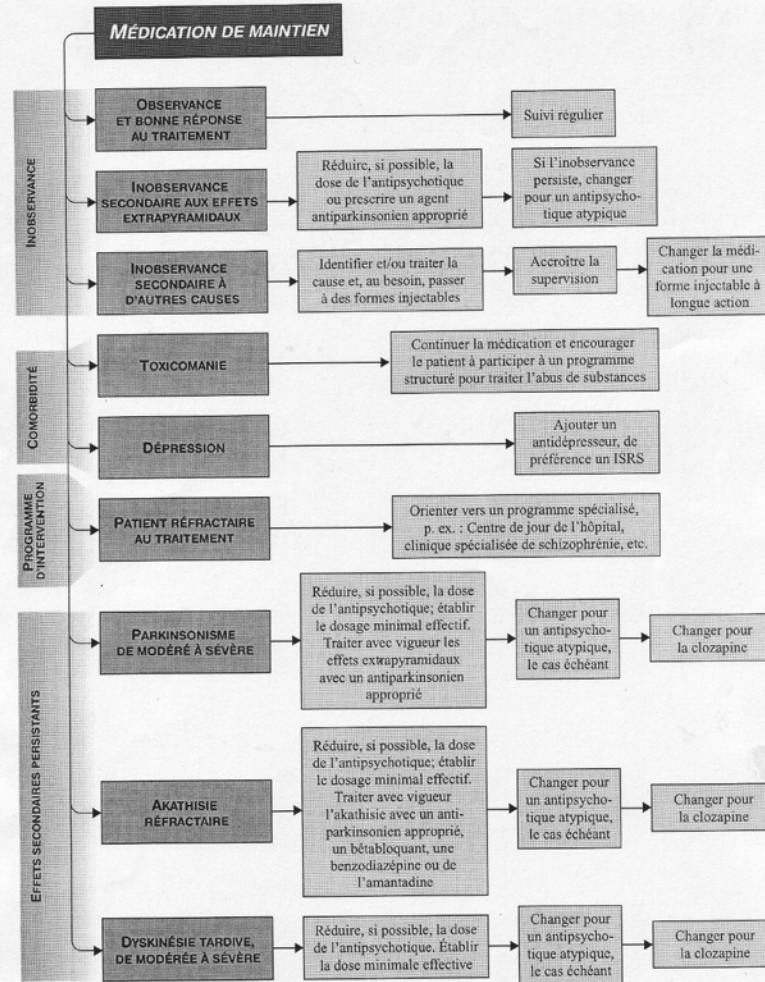 MÉDICATION DE MAINTIEN
INOBSERVANCE
OBSERVANCE
ET BONNE RÉPONSE
AU TRAITEMENT
Suivi régulier
INOBSERVANCE
SECONDAIRE AUX EFFETS
EXTRAPYRAMIDAUX
Réduire, si possible, la
dose de l'antipsychotique
ou prescrire un agent
antiparkinsonien approprié
Si l'inobservance
persiste, changer
pour un antipsycho-
tique atypique
INOBSERVANCE
SECONDAIRE À
D'AUTRES CAUSES
Identifier et/ou traiter la
cause et, au besoin, passer
à des formes injectables
Accroître la
supervision
Changer la médi-
cation pour une
forme injectable à
longue action
COMORBIDITÉ
TOXICOMANIE
Continuer la médication et encourager
le patient à participer à un programme
structuré pour traiter l'abus de substances
DÉPRESSION
Ajouter un
antidépresseur, de
préférence un ISRS
PROGRAMME
D'INTERVENTION
PATIENT RÉFRACTAIRE
AU TRAITEMENT
Orienter vers un programme spécialisé,
p. ex. : Centre de jour de l'hôpital,
clinique spécialisée de schizophrénie, etc.
EFFETS SECONDAIRES PERSISTANTS
PARKINSONISME
DE MODÉRÉ À SÉVÈRE
Réduire, si possible, la dose
de l'antipsychotique; établir
le dosage minimal effectif.
Traiter avec vigueur les
effets extrapyramidaux
avec un antiparkinsonien
approprié
Changer pour
un antipsycho-
tique atypique,
le cas échéant
Changer pour
la clozapine
AKATHISIE
RÉFRACTAIRE
Réduire, si possible, la dose
de l'antipsychotique; établir
le dosage minimal effectif.
Traiter avec vigueur
l'akathisie avec un anti-
parkinsonien approprié,
un bêtabloquant, une
benzodiazépine ou de
l'amantadine
Changer pour
un antipsycho-
tique atypique,
le cas échéant
Changer pour
la clozapine
DYSKINÉSIE TARDIVE,
DE MODÉRÉE À SÉVÈRE
Réduire, si possible, la dose
de l'antipsychotique. Établir
la dose minimale effective
Changer pour
un antipsycho-
tique atypique,
le cas échéant
Changer pour
la clozapine